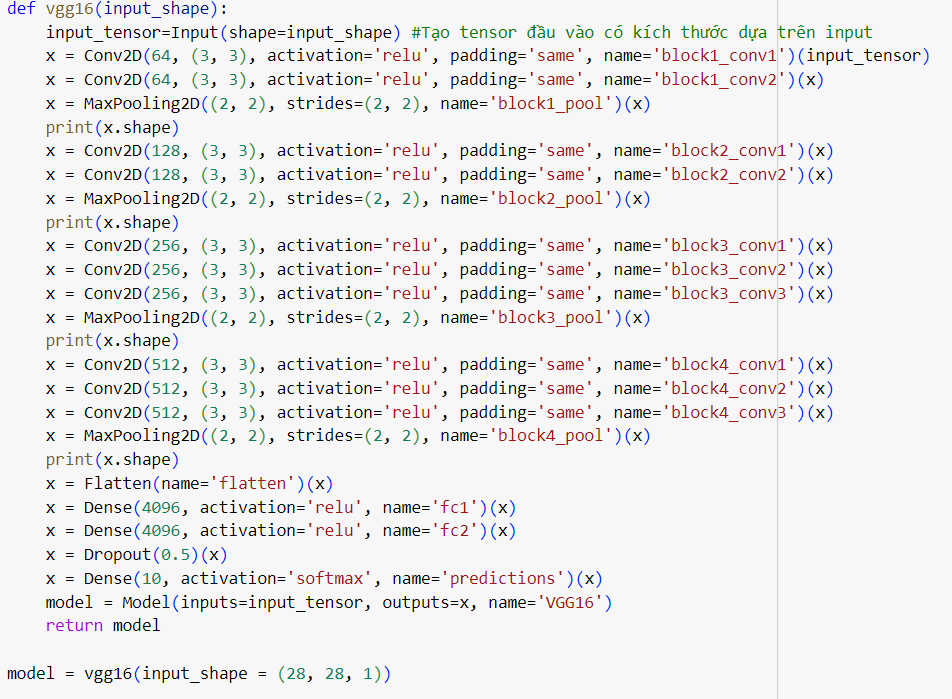 def vgg16(input_shape):
    input_tensor=Input(shape=input_shape) #Tạo tensor đầu vào có kích thước dựa trên input
    x = Conv2D(64, (3, 3), activation='relu', padding='same', name='block1_conv1')(input_tensor)
    x = Conv2D(64, (3, 3), activation='relu', padding='same', name='block1_conv2')(x)
    x = MaxPooling2D((2, 2), strides=(2, 2), name='block1_pool')(x)
    print(x.shape)
    x = Conv2D(128, (3, 3), activation='relu', padding='same', name='block2_conv1')(x)
    x = Conv2D(128, (3, 3), activation='relu', padding='same', name='block2_conv2')(x)
    x = MaxPooling2D((2, 2), strides=(2, 2), name='block2_pool')(x)
    print(x.shape)
    x = Conv2D(256, (3, 3), activation='relu', padding='same', name='block3_conv1')(x)
    x = Conv2D(256, (3, 3), activation='relu', padding='same', name='block3_conv2')(x)
    x = Conv2D(256, (3, 3), activation='relu', padding='same', name='block3_conv3')(x)
    x = MaxPooling2D((2, 2), strides=(2, 2), name='block3_pool')(x)
    print(x.shape)
    x = Conv2D(512, (3, 3), activation='relu', padding='same', name='block4_conv1')(x)
    x = Conv2D(512, (3, 3), activation='relu', padding='same', name='block4_conv2')(x)
    x = Conv2D(512, (3, 3), activation='relu', padding='same', name='block4_conv3')(x)
    x = MaxPooling2D((2, 2), strides=(2, 2), name='block4_pool')(x)
    print(x.shape)
    x = Flatten(name='flatten')(x)
    x = Dense(4096, activation='relu', name='fc1')(x)
    x = Dense(4096, activation='relu', name='fc2')(x)
    x = Dropout(0.5)(x)
    x = Dense(10, activation='softmax', name='predictions')(x)
    model = Model(inputs=input_tensor, outputs=x, name='VGG16')
    return model

model = vgg16(input_shape = (28, 28, 1))